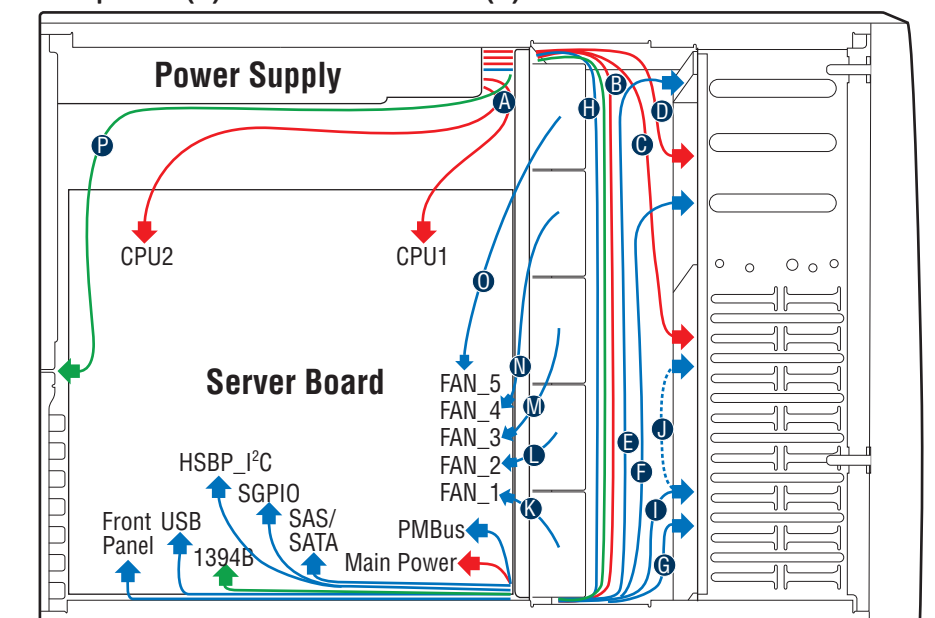 Power Supply
A
B
H
D
C
P
CPU2
CPU1
O
Server Board
N
FAN_5
FAN_4
M
FAN_3
J
E
L
FAN_2
F
HSBP_I²C
SGPIO
FAN_1
K
I
Front
Panel
USB
SAS/
SATA
PMBus
1394B
Main Power
G